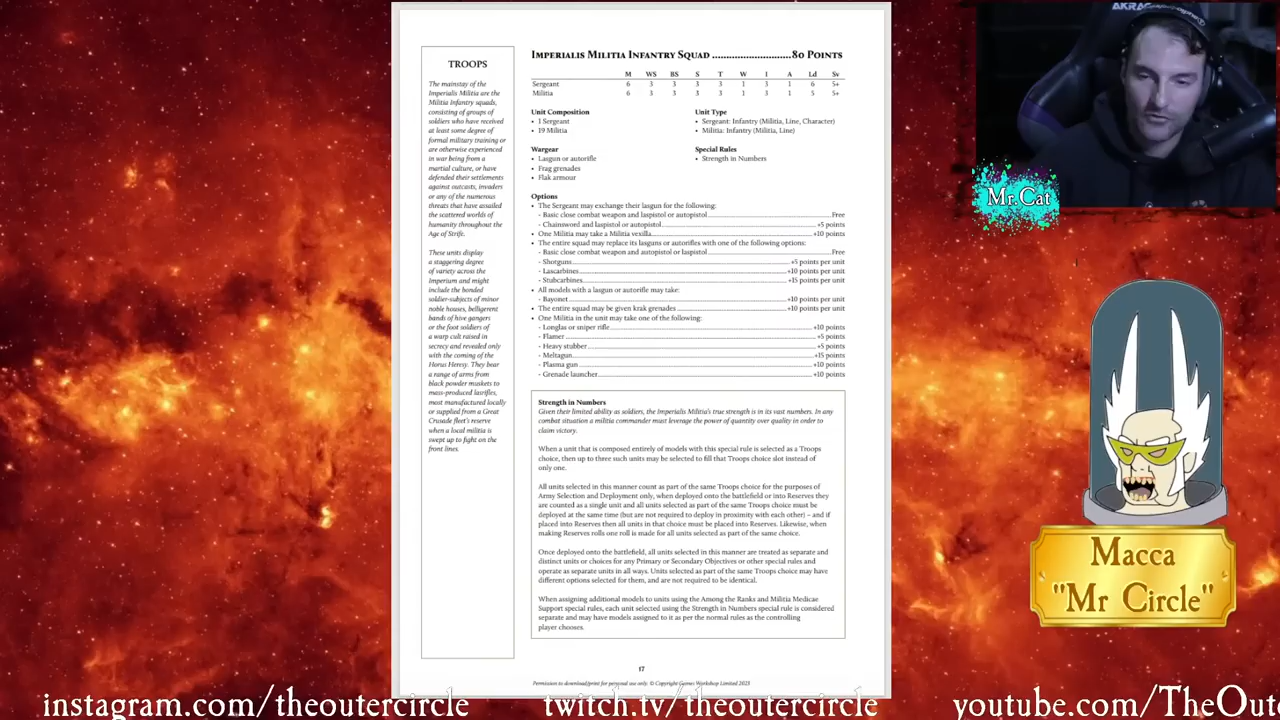 TROOPS
The mainstay of the
Imperialis Militia are the
Militia Infantry squads,
consisting of groups of
soldiers who have received
at least some degree of
formal military training or
are otherwise experienced
in war being from a
martial culture, or have
defended their settlements
against outcasts, invaders
or any of the numerous
threats that have assailed
the scattered worlds of
humanity throughout the
Age of Strife.
These units display
a staggering degree
of variety across the
Imperium and might
include the bonded
soldier-subjects of minor
noble houses, belligerent
bands of hive gangers
or the foot soldiers of
a warp cult raised in
secrecy and revealed only
with the coming of the
Horus Heresy. They bear
a range of arms from
black powder muskets to
mass-produced lasrifles,
most manufactured locally
or supplied from a Great
Crusade fleet's reserve
when a local militia is
swept up to fight on the
front lines.
Imperialis Militia Infantry Squad ............................80 Points
M WS BS S T W I A Ld Sv
Sergeant 6 3 3 3 3 1 3 1 6 5+
Militia 6 3 3 3 3 1 3 1 5 5+
Unit Composition
• 1 Sergeant
• 19 Militia
Unit Type
• Sergeant: Infantry (Militia, Line, Character)
• Militia: Infantry (Militia, Line)
Wargear
• Lasgun or autorifle
• Frag grenades
• Flak armour
Special Rules
• Strength in Numbers
Options
• The Sergeant may exchange their lasgun for the following:
- Basic close combat weapon and laspistol or autopistol........Free
- Chainsword and laspistol or autopistol........+5 points
• One Militia may take a Militia vexilla........+10 points
• The entire squad may replace its lasguns or autorifles with one of the following options:
- Basic close combat weapon and autopistol or laspistol........Free
- Shotguns........+5 points per unit
- Lascarbines........+10 points per unit
- Stubcarbines........+15 points per unit
• All models with a lasgun or autorifle may take:
- Bayonet........+10 points per unit
• The entire squad may be given krak grenades........+10 points per unit
• One Militia in the unit may take one of the following:
- Longlas or sniper rifle........+10 points
- Flamer........+5 points
- Heavy stubber........+5 points
- Meltagun........+15 points
- Plasma gun........+10 points
- Grenade launcher........+10 points
Strength in Numbers
Given their limited ability as soldiers, the Imperialis Militia's true strength is in its vast numbers. In any
combat situation a militia commander must leverage the power of quantity over quality in order to
claim victory.
When a unit that is composed entirely of models with this special rule is selected as a Troops
choice, then up to three such units may be selected to fill that Troops choice slot instead of
only one.
All units selected in this manner count as part of the same Troops choice for the purposes of
Army Selection and Deployment only, when deployed onto the battlefield or into Reserves they
are counted as a single unit and all units selected as part of the same Troops choice must be
deployed at the same time (but are not required to deploy in proximity with each other) – and if
placed into Reserves then all units in that choice must be placed into Reserves. Likewise, when
making Reserves rolls one roll is made for all units selected as part of the same choice.
Once deployed onto the battlefield, all units selected in this manner are treated as separate and
distinct units or choices for any Primary or Secondary Objectives or other special rules and
operate as separate units in all ways. Units selected as part of the same Troops choice may have
different options selected for them, and are not required to be identical.
When assigning additional models to units using the Among the Ranks and Militia Medicae
Support special rules, each unit selected using the Strength in Numbers special rule is considered
separate and may have models assigned to it as per the normal rules as the controlling
player chooses.
17
Permission to download/print for personal use only. © Copyright Games Workshop Limited 2023
Mr.Cat
Macca
"Mr Circle"
instagram.com/theoutercircle twitch.tv/theoutercircle youtube.com/TheOut